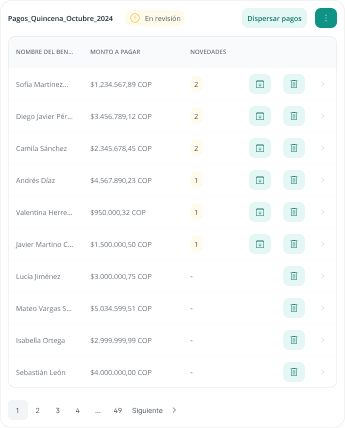 Pagos_Quincena_Octubre_2024 En revisión Dispersar pagos
NOMBRE DEL BEN... MONTO A PAGAR NOVEDADES
Sofía Martínez... $1.234.567,89 COP 2
Diego Javier Pér... $3.456.789,12 COP 2
Camila Sánchez $2.345.678,45 COP 2
Andrés Díaz $4.567.890,23 COP 1
Valentina Herre... $950.000,32 COP 1
Javier Martino C... $1.500.000,50 COP 1
Lucía Jiménez $3.000.000,75 COP -
Mateo Vargas S... $5.034.599,51 COP -
Isabella Ortega $2.999.999,99 COP -
Sebastián León $4.000.000,00 COP -
1 2 3 4 ... 49 Siguiente